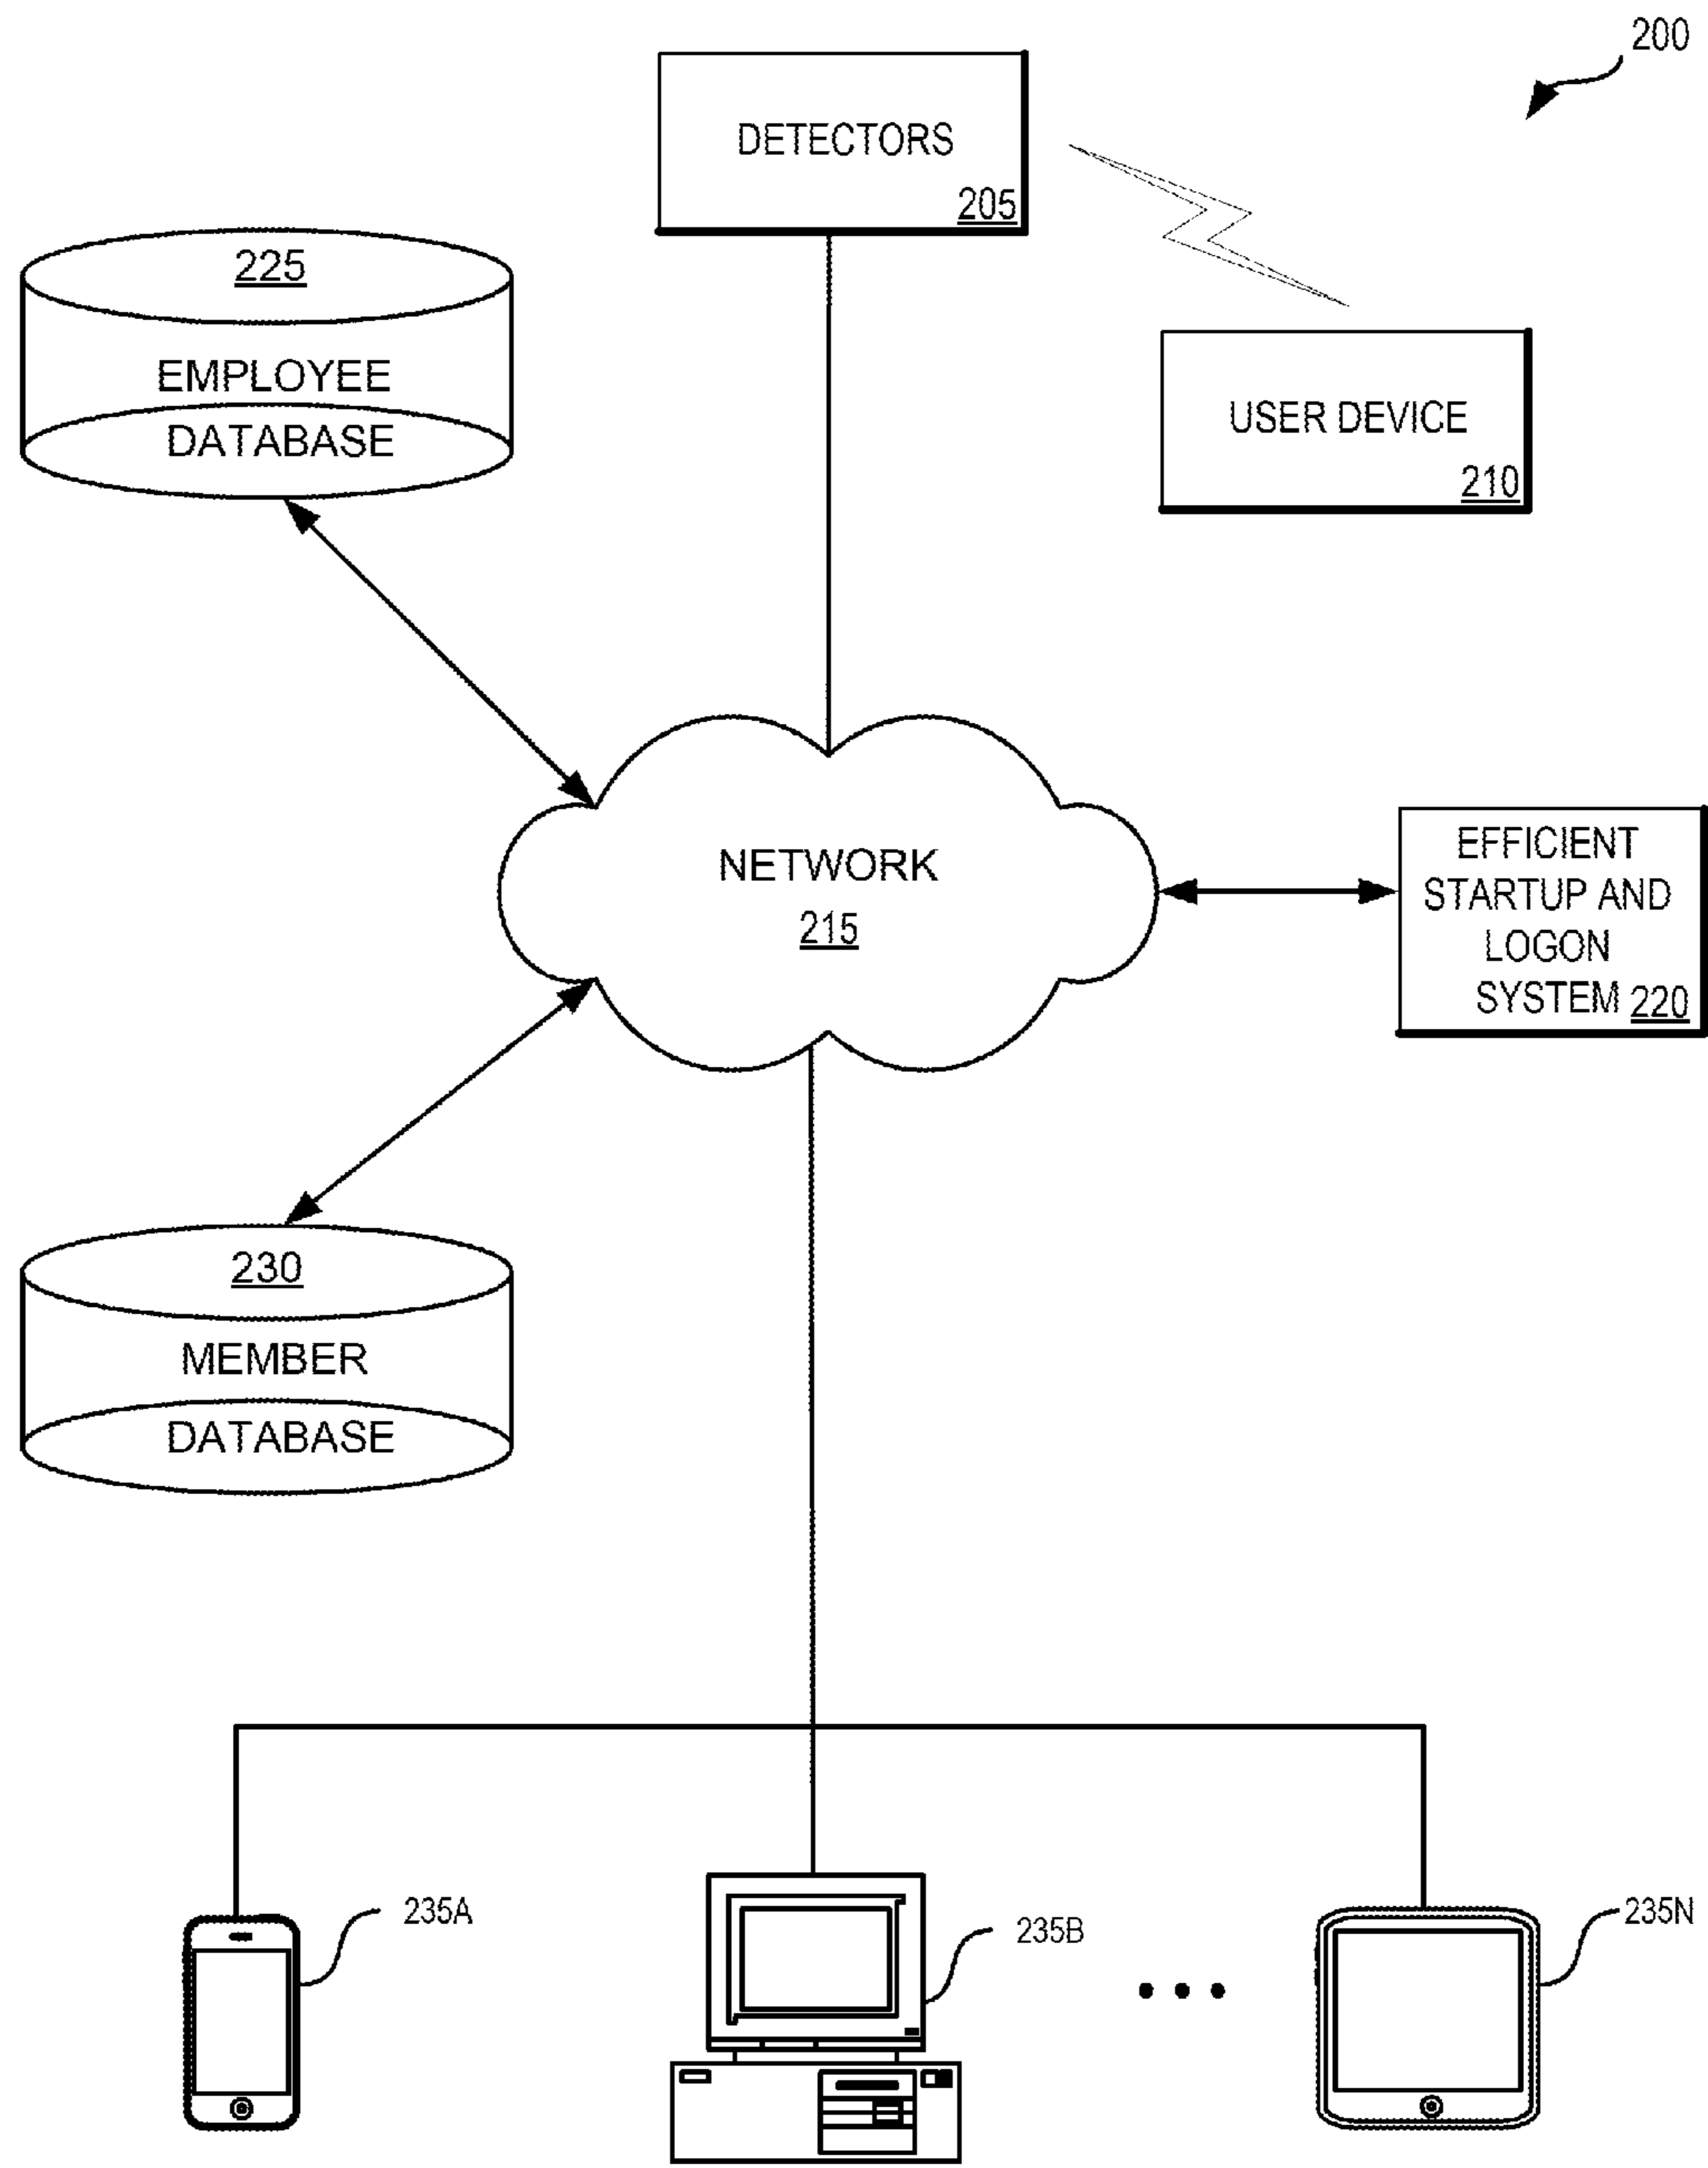 200
DETECTORS
205
225
EMPLOYEE
DATABASE
USER DEVICE
210
NETWORK
215
EFFICIENT
STARTUP AND
LOGON
SYSTEM 220
230
MEMBER
DATABASE
235A
235B
235N